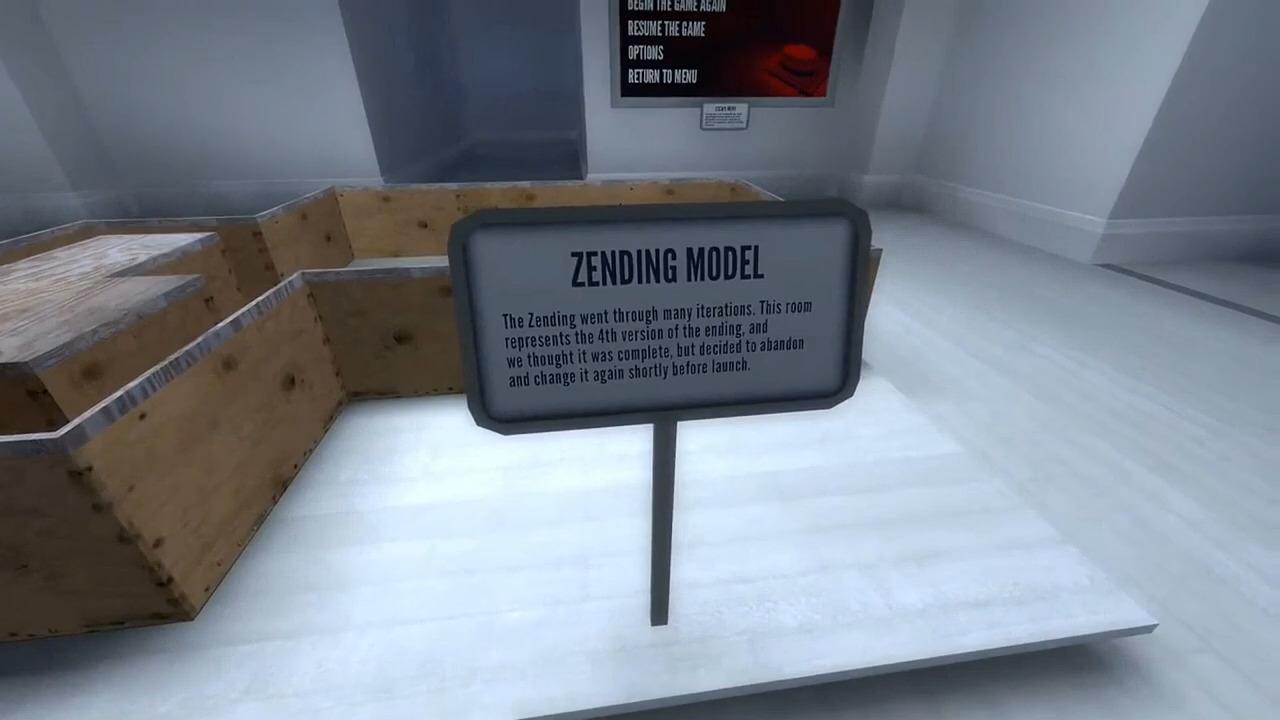 BEGIN THE GAME AGAIN
RESUME THE GAME
OPTIONS
RETURN TO MENU
ZENDING MODEL
The Zending went through many iterations. This room
represents the 4th version of the ending, and
we thought it was complete, but decided to abandon
and change it again shortly before launch.